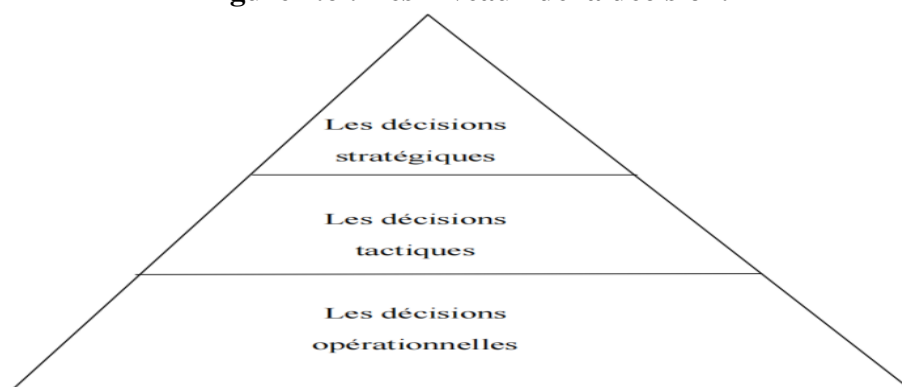 Les décisions
stratégiques
Les décisions
tactiques
Les décisions
opérationnelles